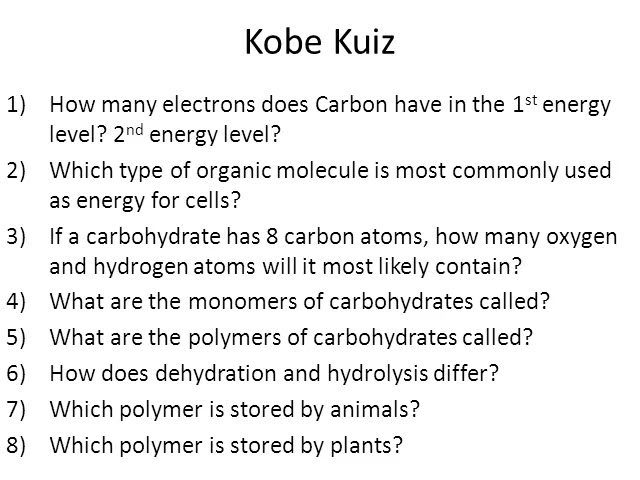 Kobe Kuiz
1) How many electrons does Carbon have in the 1st energy
level? 2nd energy level?
2) Which type of organic molecule is most commonly used
as energy for cells?
3) If a carbohydrate has 8 carbon atoms, how many oxygen
and hydrogen atoms will it most likely contain?
4) What are the monomers of carbohydrates called?
5) What are the polymers of carbohydrates called?
6) How does dehydration and hydrolysis differ?
7) Which polymer is stored by animals?
8) Which polymer is stored by plants?